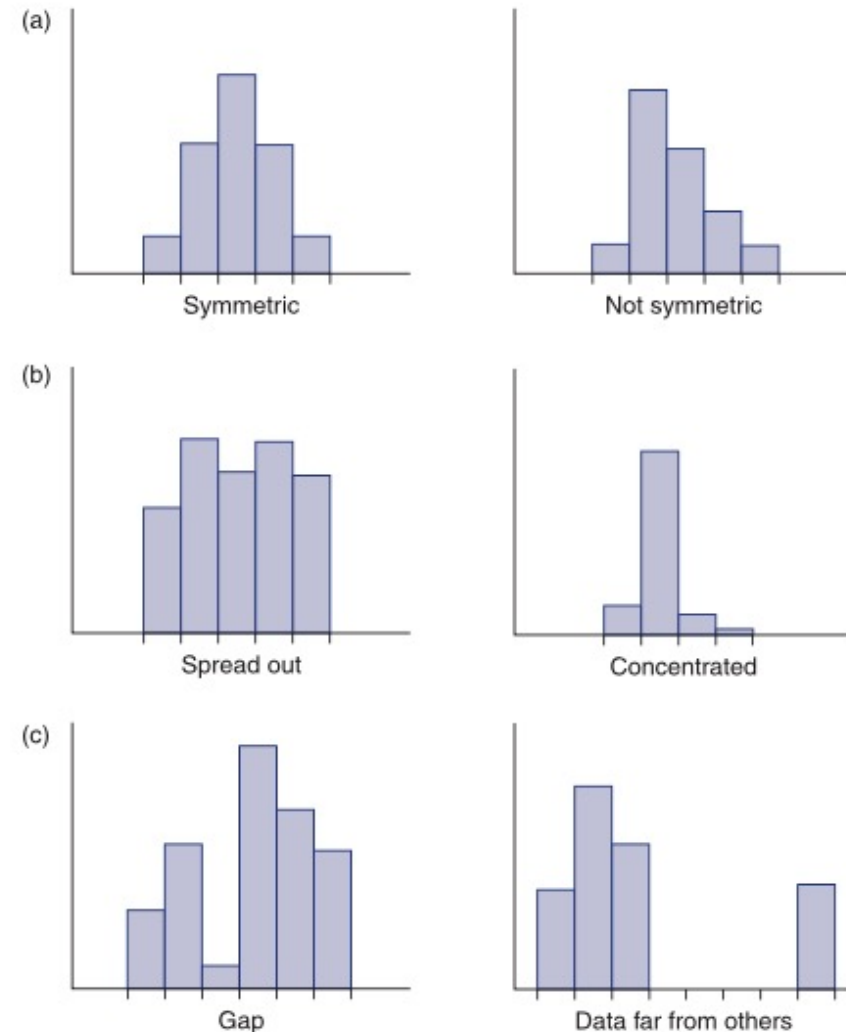 (a)
Symmetric
Not symmetric
(b)
Spread out
Concentrated
(c)
Gap
Data far from others